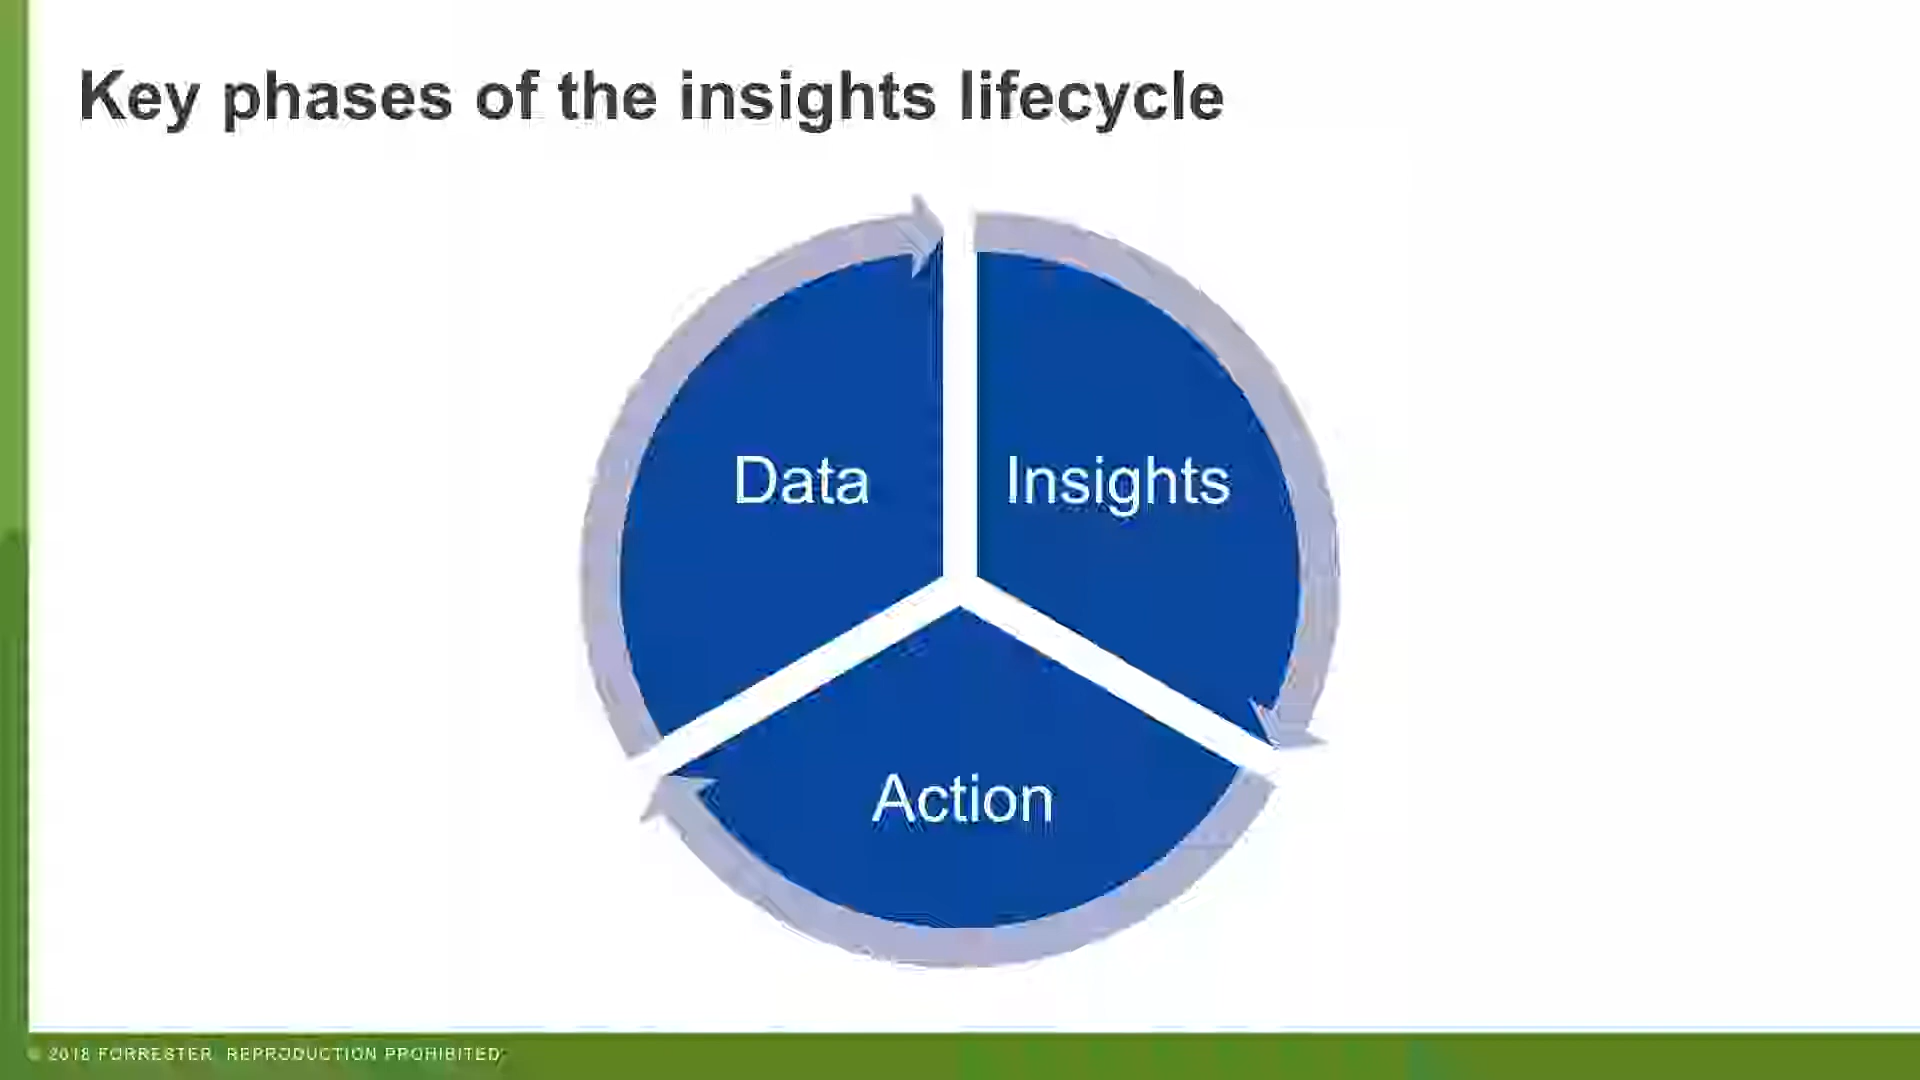 Key phases of the insights lifecycle
Data
Insights
Action
© 2018 FORRESTER. REPRODUCTION PROHIBITED.